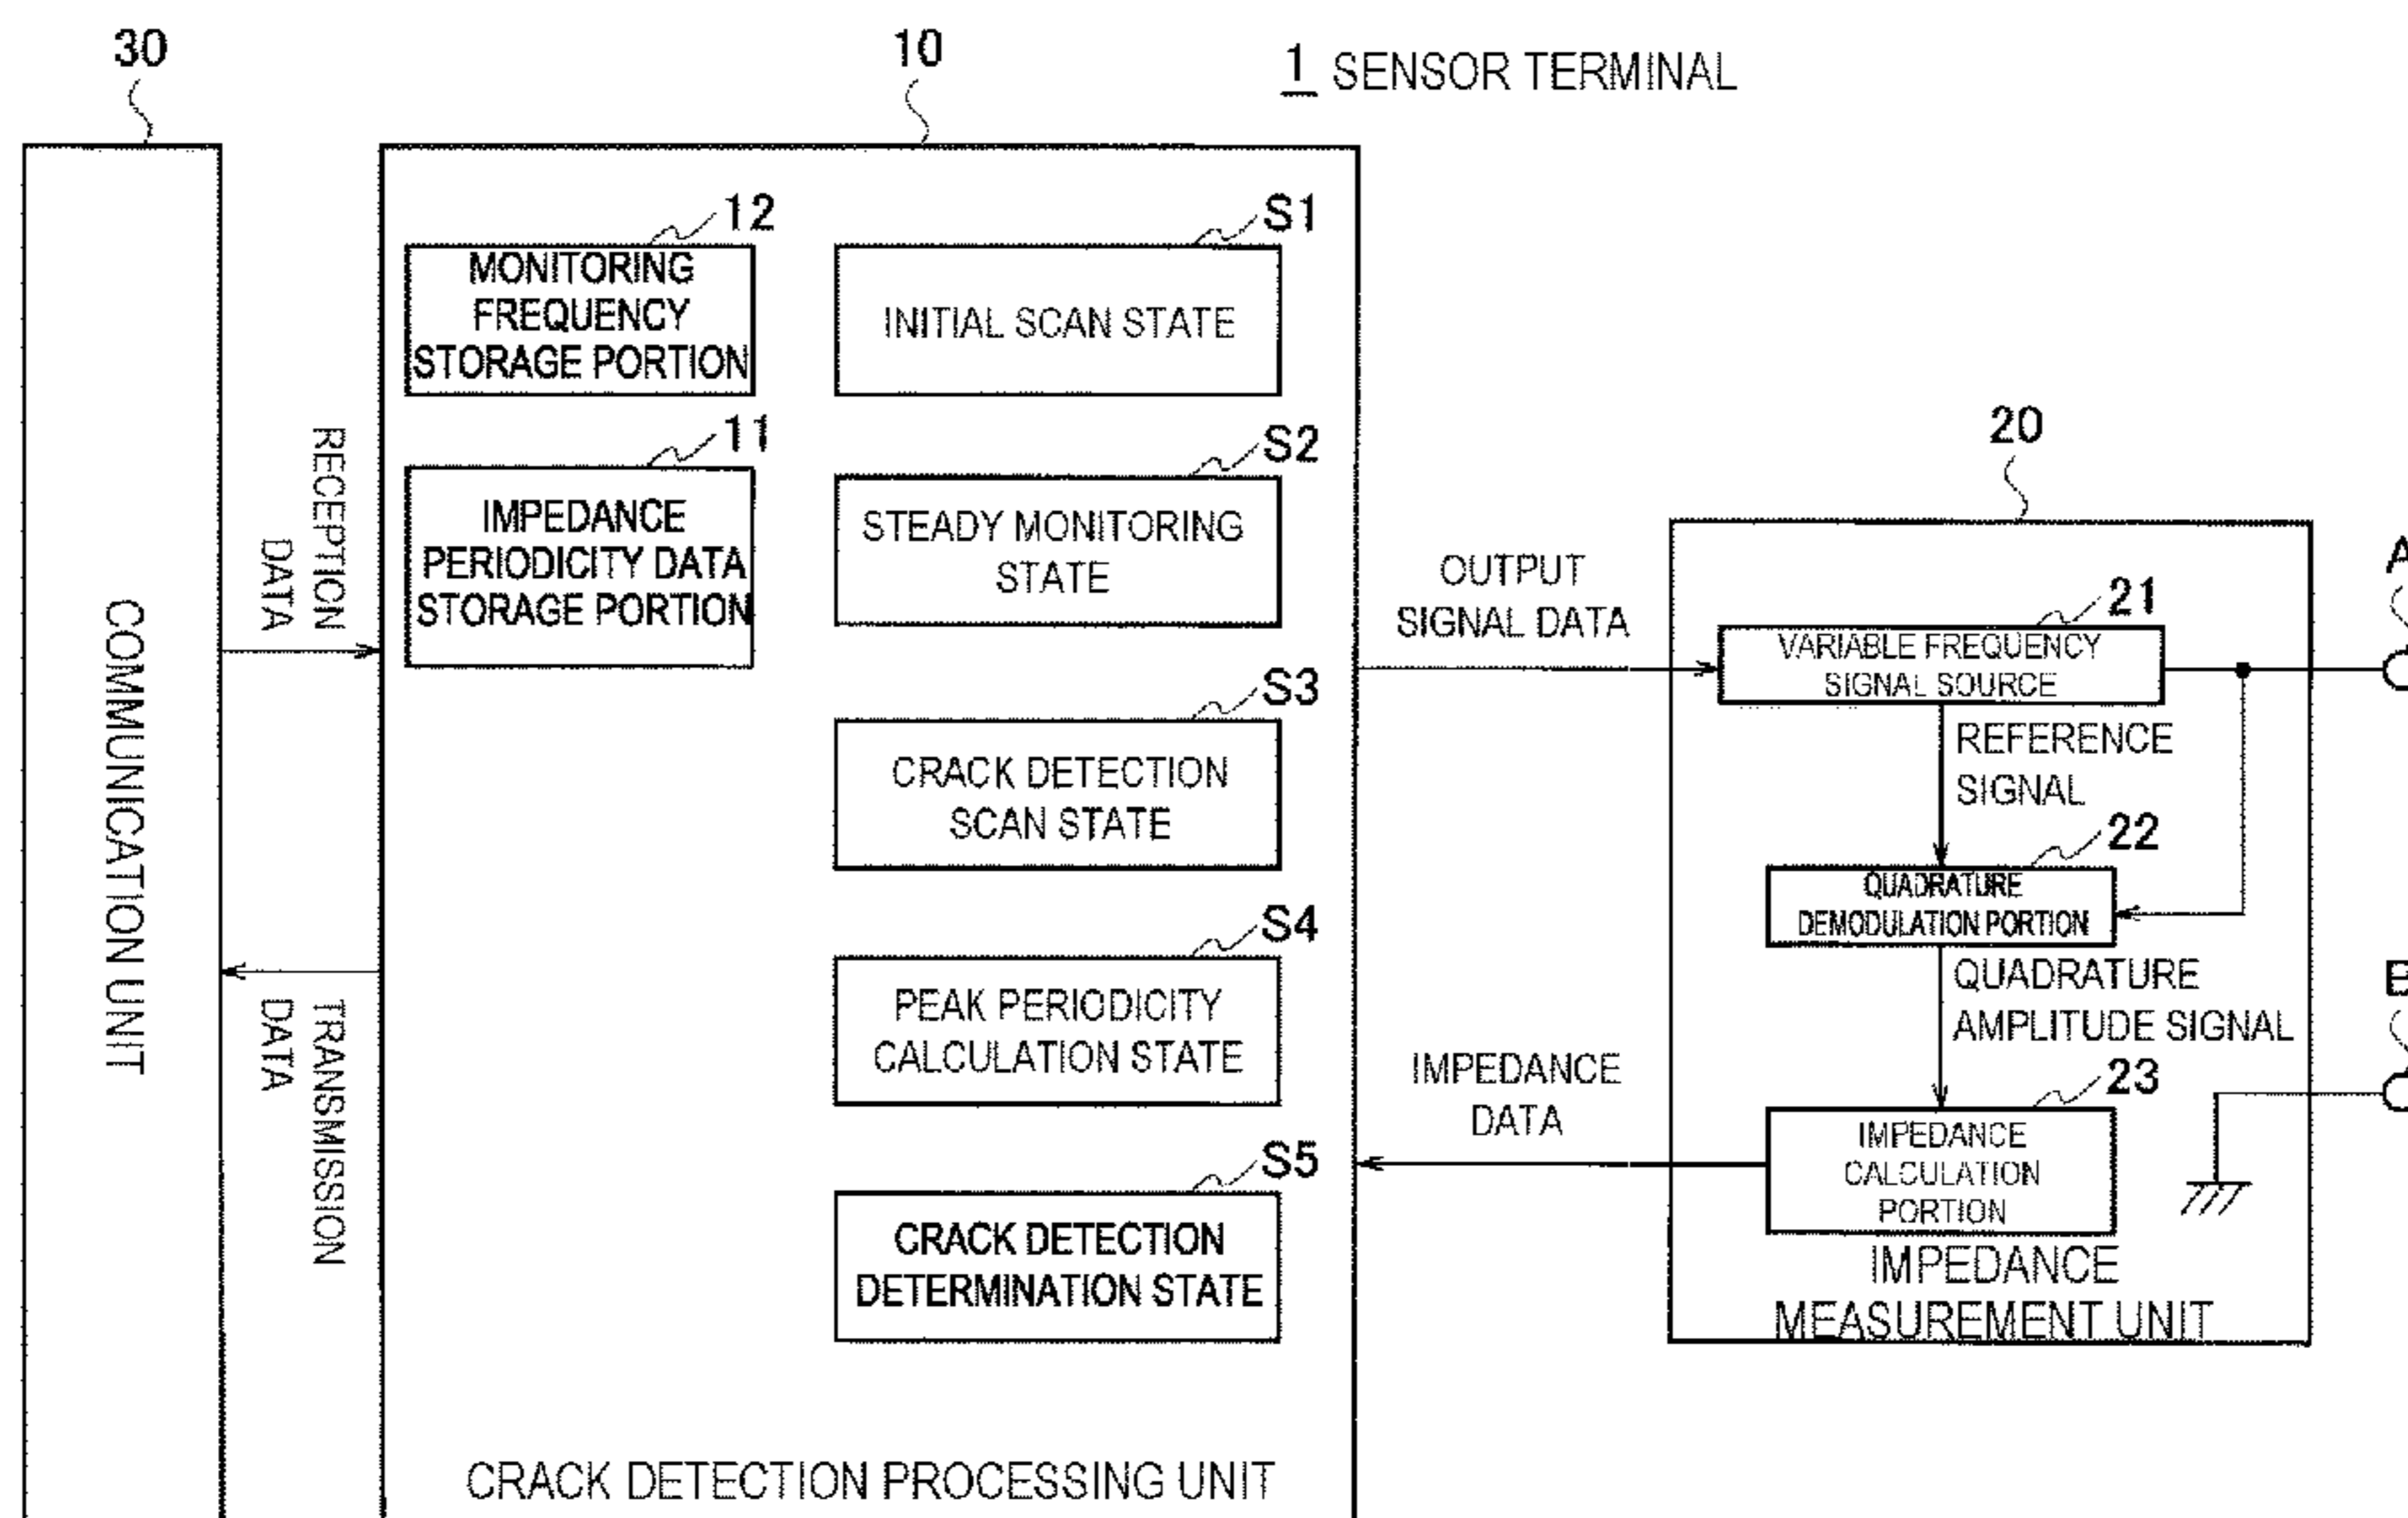 30
10
1 SENSOR TERMINAL
12
MONITORING
FREQUENCY
STORAGE PORTION
S1
INITIAL SCAN STATE
11
IMPEDANCE
PERIODICITY DATA
STORAGE PORTION
S2
STEADY MONITORING
STATE
S3
CRACK DETECTION
SCAN STATE
S4
PEAK PERIODICITY
CALCULATION STATE
S5
CRACK DETECTION
DETERMINATION STATE
CRACK DETECTION PROCESSING UNIT
COMMUNICATION UNIT
RECEPTION
DATA
TRANSMISSION
DATA
OUTPUT
SIGNAL DATA
IMPEDANCE
DATA
20
21
VARIABLE FREQUENCY
SIGNAL SOURCE
REFERENCE
SIGNAL
22
QUADRATURE
DEMODULATION PORTION
QUADRATURE
AMPLITUDE SIGNAL
23
IMPEDANCE
CALCULATION
PORTION
IMPEDANCE
MEASUREMENT UNIT